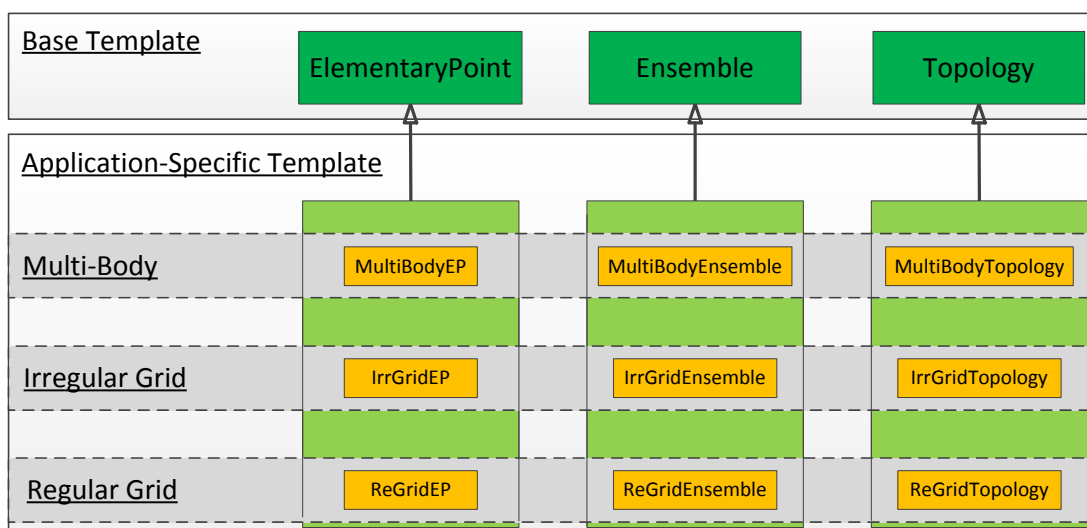 Base Template
ElementaryPoint
Ensemble
Topology
Application-Specific Template
Multi-Body
MultiBodyEP
MultiBodyEnsemble
MultiBodyTopology
Irregular Grid
IrrGridEP
IrrGridEnsemble
IrrGridTopology
Regular Grid
ReGridEP
ReGridEnsemble
ReGridTopology